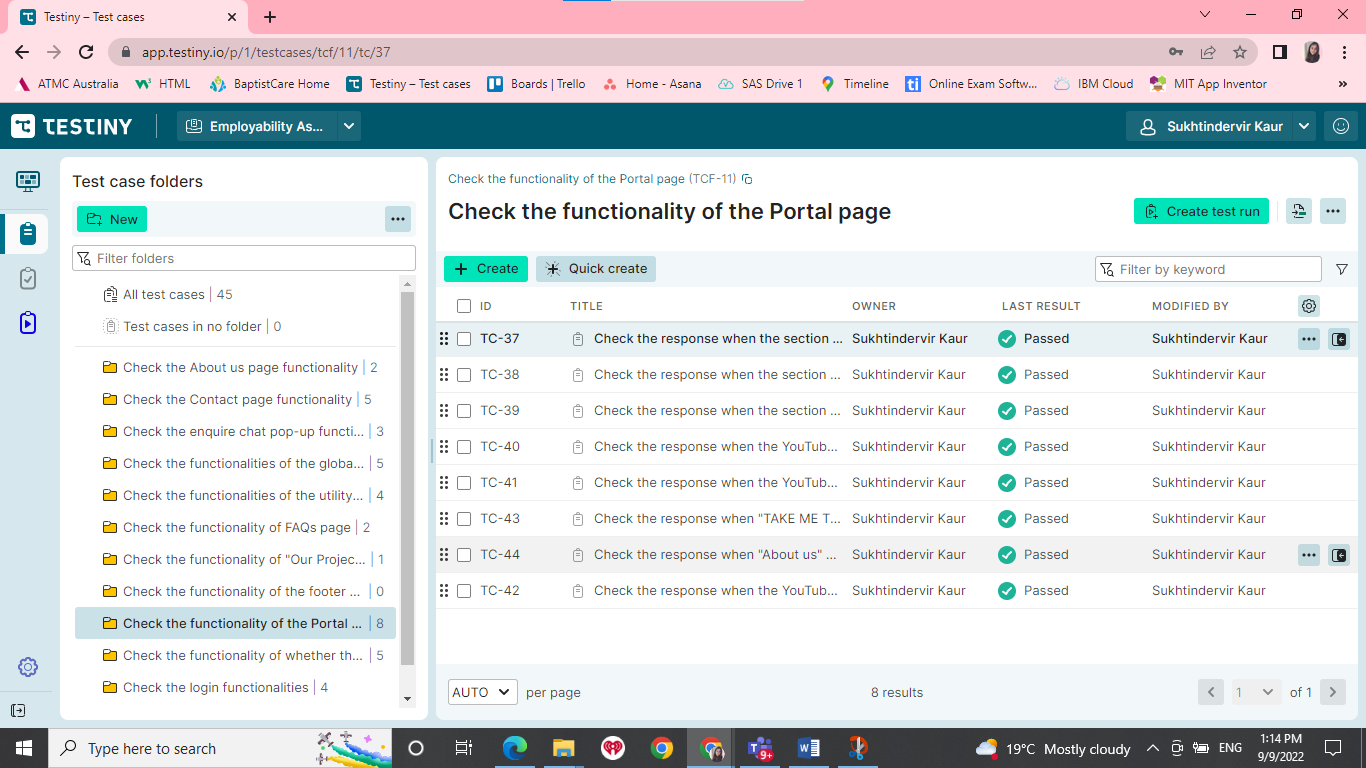 Testiny – Test cases
app.testiny.io/p/1/testcases/tcf/11/tc/37
ATMC Australia
HTML
BaptistCare Home
Testiny – Test cases
Boards | Trello
Home - Asana
SAS Drive 1
Timeline
Online Exam Softw...
IBM Cloud
MIT App Inventor
TESTINY
Employability As...
Sukhtindervir Kaur
Test case folders
New
Filter folders
All test cases | 45
Test cases in no folder | 0
Check the About us page functionality | 2
Check the Contact page functionality | 5
Check the enquire chat pop-up functi... | 3
Check the functionalities of the globa... | 5
Check the functionalities of the utility... | 4
Check the functionality of FAQs page | 2
Check the functionality of "Our Projec... | 1
Check the functionality of the footer ... | 0
Check the functionality of the Portal ... | 8
Check the functionality of whether th... | 5
Check the login functionalities | 4
Check the functionality of the Portal page (TCF-11)
Check the functionality of the Portal page
Create test run
Create
Quick create
Filter by keyword
ID TITLE OWNER LAST RESULT MODIFIED BY
TC-37 Check the response when the section ... Sukhtindervir Kaur Passed Sukhtindervir Kaur
TC-38 Check the response when the section ... Sukhtindervir Kaur Passed Sukhtindervir Kaur
TC-39 Check the response when the section ... Sukhtindervir Kaur Passed Sukhtindervir Kaur
TC-40 Check the response when the YouTub... Sukhtindervir Kaur Passed Sukhtindervir Kaur
TC-41 Check the response when the YouTub... Sukhtindervir Kaur Passed Sukhtindervir Kaur
TC-43 Check the response when "TAKE ME T... Sukhtindervir Kaur Passed Sukhtindervir Kaur
TC-44 Check the response when "About us" ... Sukhtindervir Kaur Passed Sukhtindervir Kaur
TC-42 Check the response when the YouTub... Sukhtindervir Kaur Passed Sukhtindervir Kaur
AUTO per page
8 results
1 of 1
Type here to search
9+
19°C Mostly cloudy
ENG
1:14 PM
9/9/2022